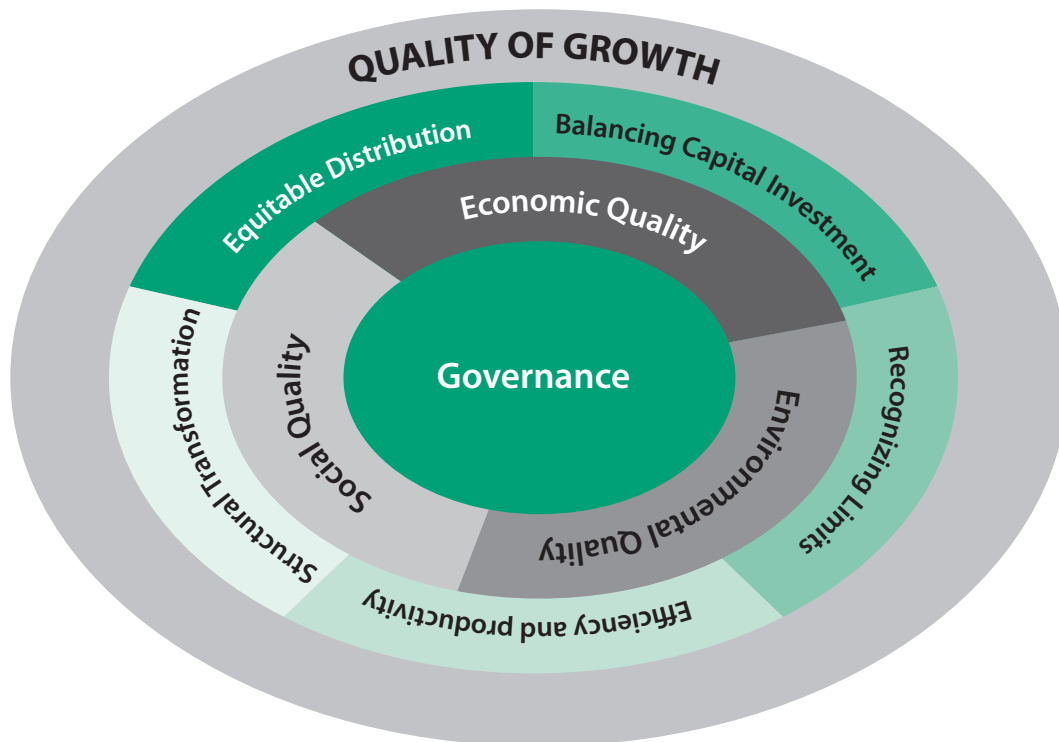 QUALITY OF GROWTH
Equitable Distribution
Balancing Capital Investment
Economic Quality
Governance
Social Quality
Environmental Quality
Structural Transformation
Recognizing Limits
Efficiency and productivity